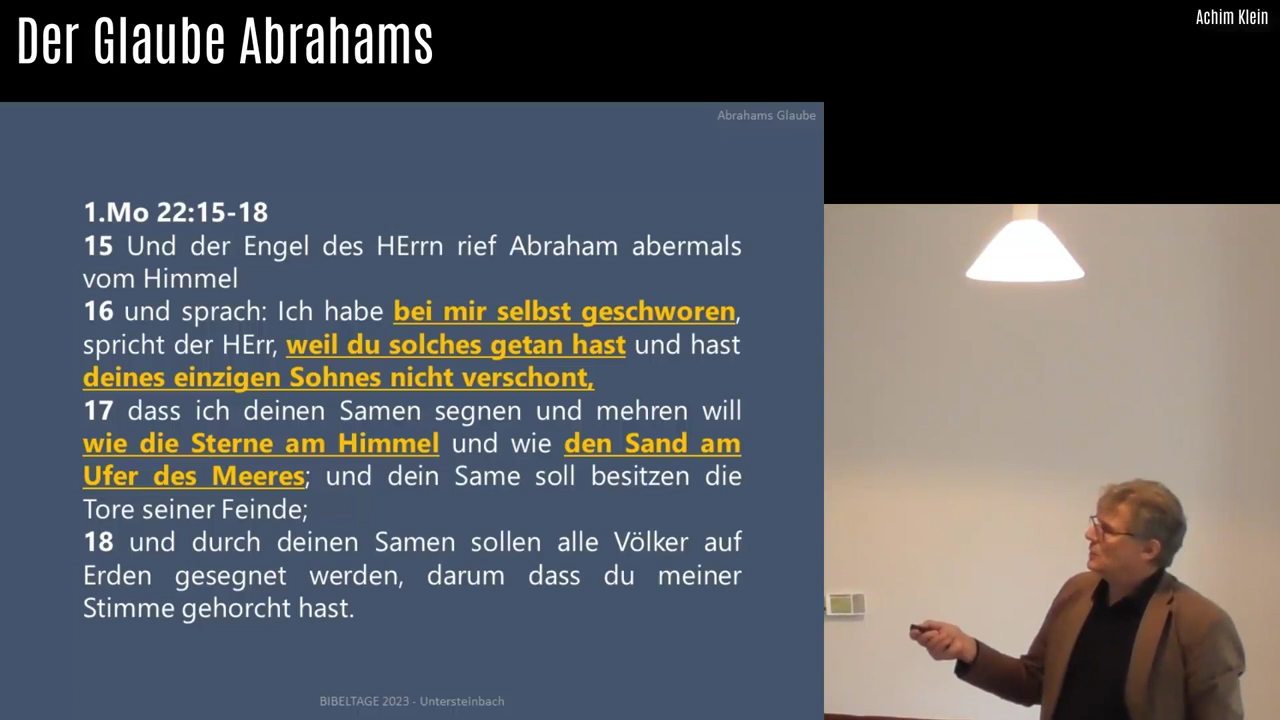 Der Glaube Abrahams
Achim Klein
Abrahams Glaube
1.Mo 22:15-18
15 Und der Engel des HErrn rief Abraham abermals
vom Himmel
16 und sprach: Ich habe bei mir selbst geschworen,
spricht der HErr, weil du solches getan hast und hast
deines einzigen Sohnes nicht verschont,
17 dass ich deinen Samen segnen und mehren will
wie die Sterne am Himmel und wie den Sand am
Ufer des Meeres; und dein Same soll besitzen die
Tore seiner Feinde;
18 und durch deinen Samen sollen alle Völker auf
Erden gesegnet werden, darum dass du meiner
Stimme gehorcht hast.
BIBELTAGE 2023 - Untersteinbach